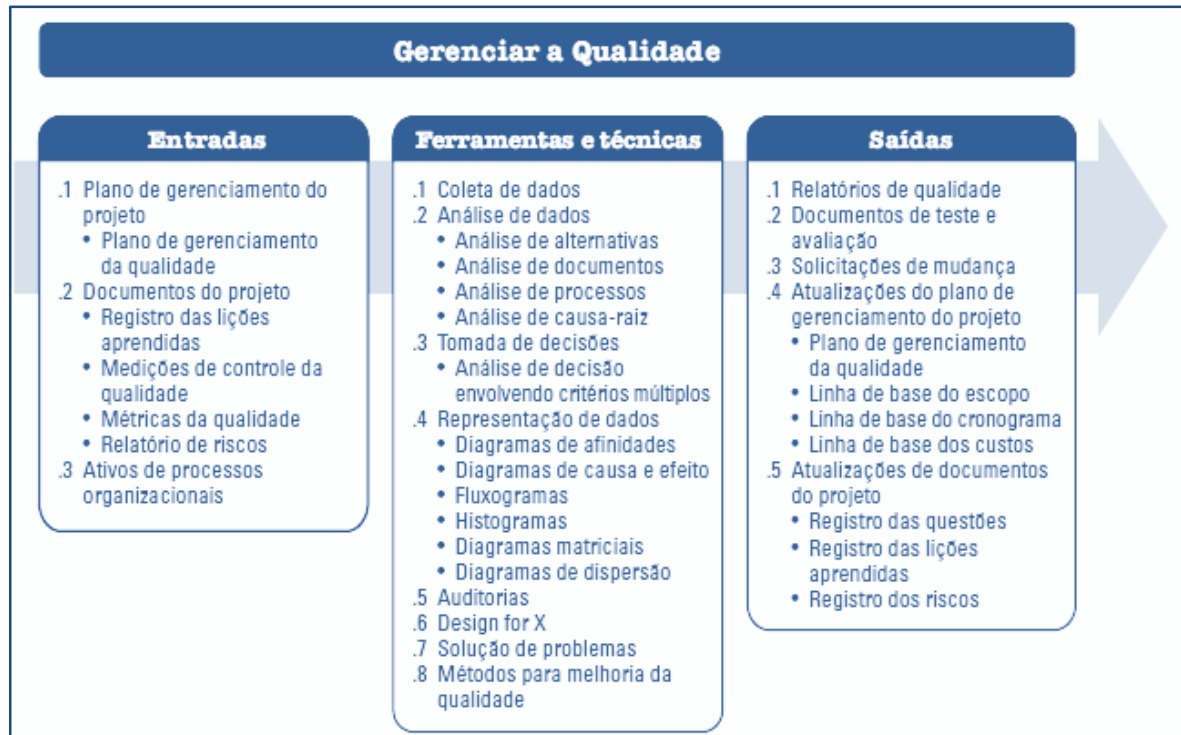 Gerenciar a Qualidade
Entradas
.1 Plano de gerenciamento do
projeto
• Plano de gerenciamento
da qualidade
.2 Documentos do projeto
• Registro das lições
aprendidas
• Medições de controle da
qualidade
• Métricas da qualidade
• Relatório de riscos
.3 Ativos de processos
organizacionais
Ferramentas e técnicas
.1 Coleta de dados
.2 Análise de dados
• Análise de alternativas
• Análise de documentos
• Análise de processos
• Análise de causa-raiz
.3 Tomada de decisões
• Análise de decisão
envolvendo critérios múltiplos
.4 Representação de dados
• Diagramas de afinidades
• Diagramas de causa e efeito
• Fluxogramas
• Histogramas
• Diagramas matriciais
• Diagramas de dispersão
.5 Auditorias
.6 Design for X
.7 Solução de problemas
.8 Métodos para melhoria da
qualidade
Saídas
.1 Relatórios de qualidade
.2 Documentos de teste e
avaliação
.3 Solicitações de mudança
.4 Atualizações do plano de
gerenciamento do projeto
• Plano de gerenciamento
da qualidade
• Linha de base do escopo
• Linha de base do cronograma
• Linha de base dos custos
.5 Atualizações de documentos
do projeto
• Registro das questões
• Registro das lições
aprendidas
• Registro dos riscos